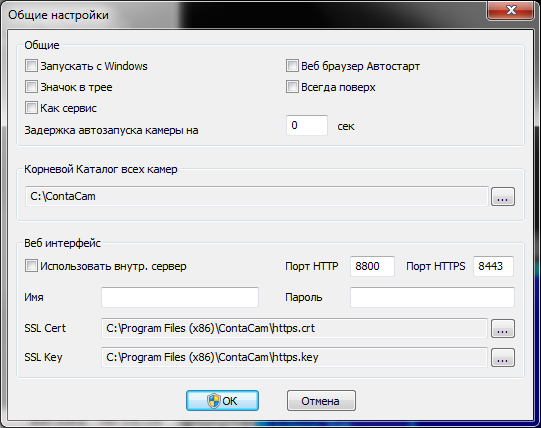 Общие настройки
Общие
Запускать с Windows
Веб браузер Автостарт
Значок в трее
Всегда поверх
Как сервис
Задержка автозапуска камеры на 0 сек
Корневой Каталог всех камер
C:\ContaCam ...
Веб интерфейс
Использовать внутр. сервер Порт HTTP 8800 Порт HTTPS 8443
Имя Пароль
SSL Cert C:\Program Files (x86)\ContaCam\https.crt ...
SSL Key C:\Program Files (x86)\ContaCam\https.key ...
OK Отмена